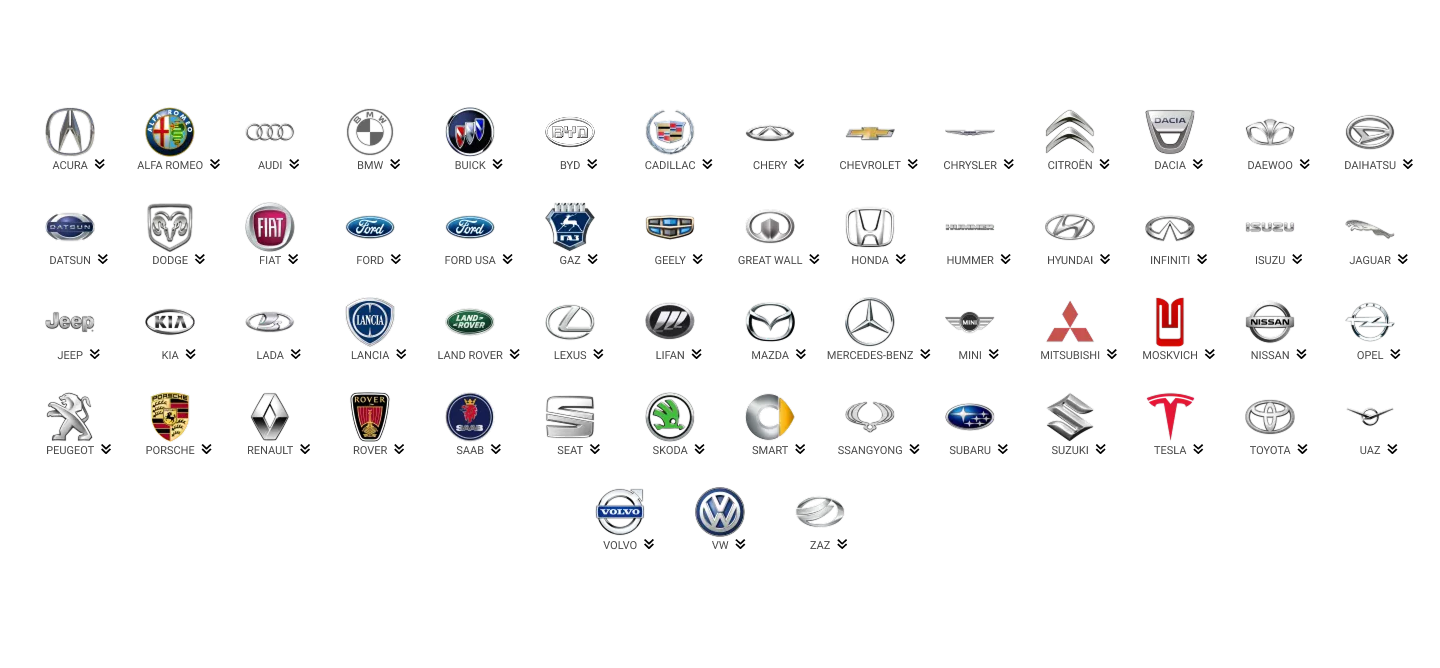 ACURA ALFA ROMEO AUDI BMW BUICK BYD CADILLAC CHERY CHEVROLET CHRYSLER CITROËN DACIA DAEWOO DAIHATSU
DATSUN DODGE FIAT FORD FORD USA GAZ GEELY GREAT WALL HONDA HUMMER HYUNDAI INFINITI ISUZU JAGUAR
JEEP KIA LADA LANCIA LAND ROVER LEXUS LIFAN MAZDA MERCEDES-BENZ MINI MITSUBISHI MOSKVICH NISSAN OPEL
PEUGEOT PORSCHE RENAULT ROVER SAAB SEAT SKODA SMART SSANGYONG SUBARU SUZUKI TESLA TOYOTA UAZ
VOLVO VW ZAZ